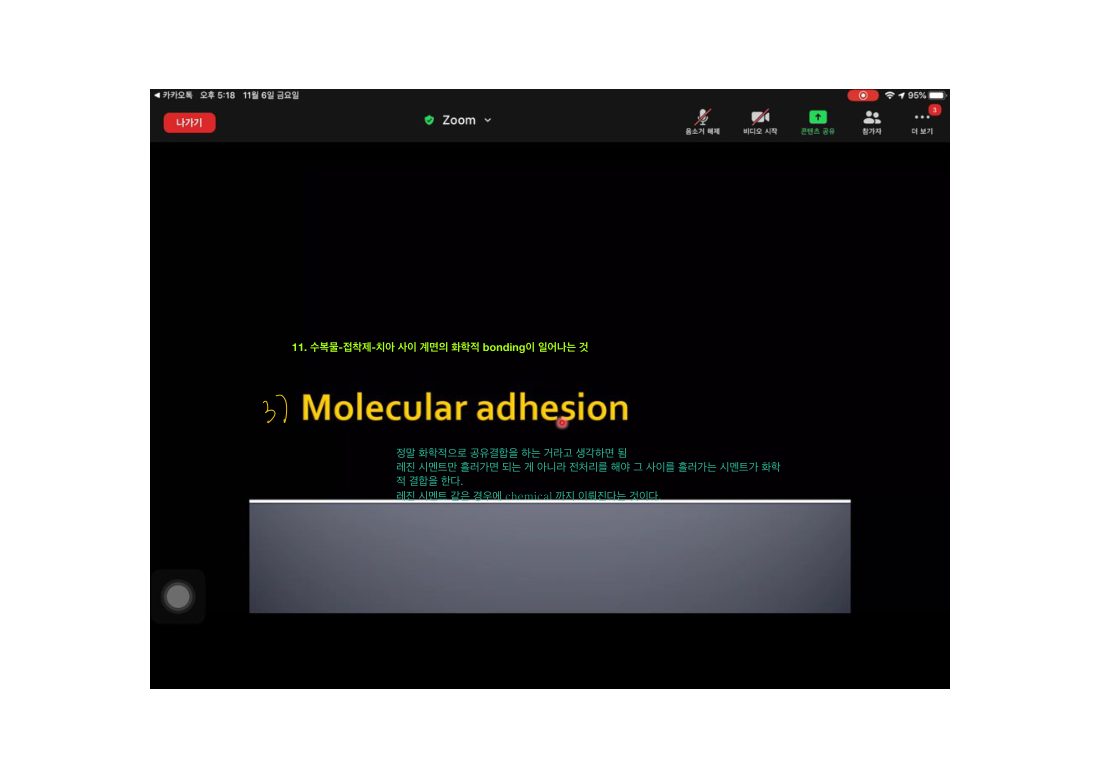 ◀ 카카오톡 오후 5:18 11월 6일 금요일
95%
나가기
Zoom
음소거 해제
비디오 시작
콘텐츠 공유
참가자
3
더 보기
11. 수복물-접착제-치아 사이 계면의 화학적 bonding이 일어나는 것
3) Molecular adhesion
정말 화학적으로 공유결합을 하는 거라고 생각하면 됨
레진 시멘트만 흘러가면 되는 게 아니라 전처리를 해야 그 사이를 흘러가는 시멘트가 화학
적 결합을 한다.
레진 시멘트 같은 경우에 chemical 까지 이뤄진다는 것이다.